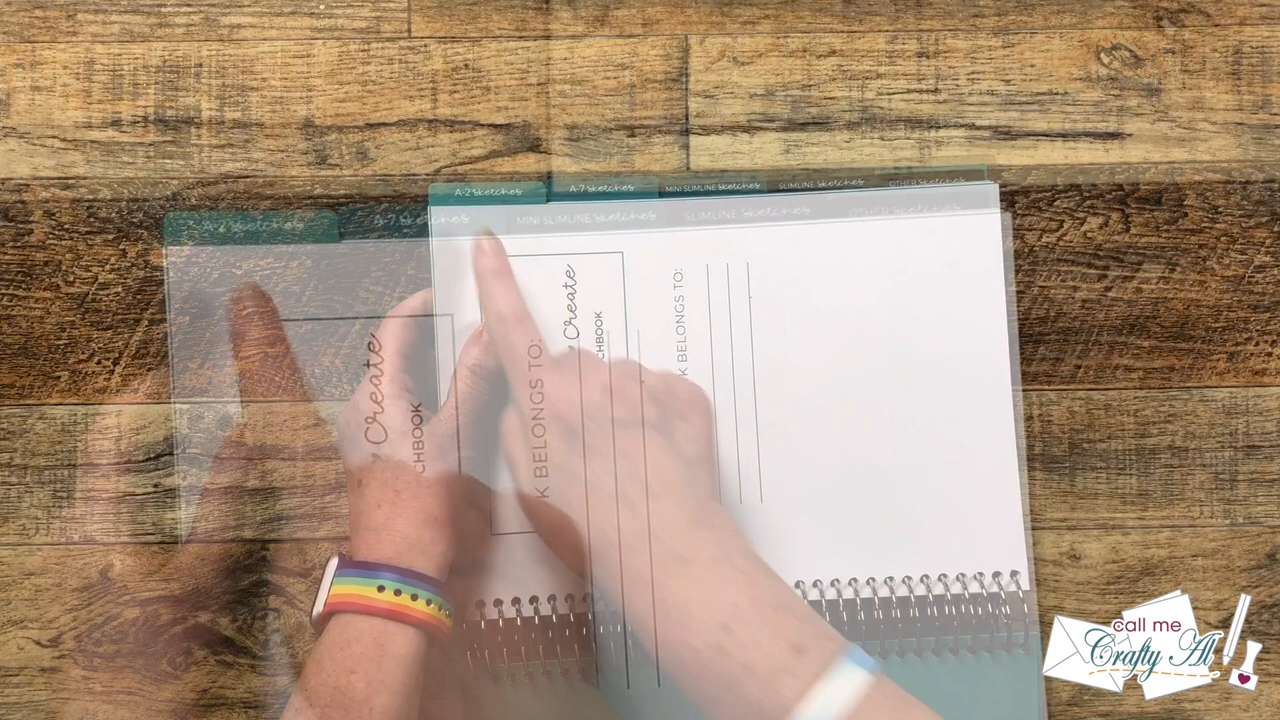 A-2 Sketches
A-7 Sketches
MINI SLIMLINE Sketches
SLIMLINE Sketches
OTHER Sketches
A-2 Sketches
A-7 Sketches
MINI SLIMLINE Sketches
SLIMLINE Sketches
OTHER Sketches
Create
CHBOOK
K BELONGS TO:
Create
CHBOOK
K BELONGS TO:
call me
Crafty Al